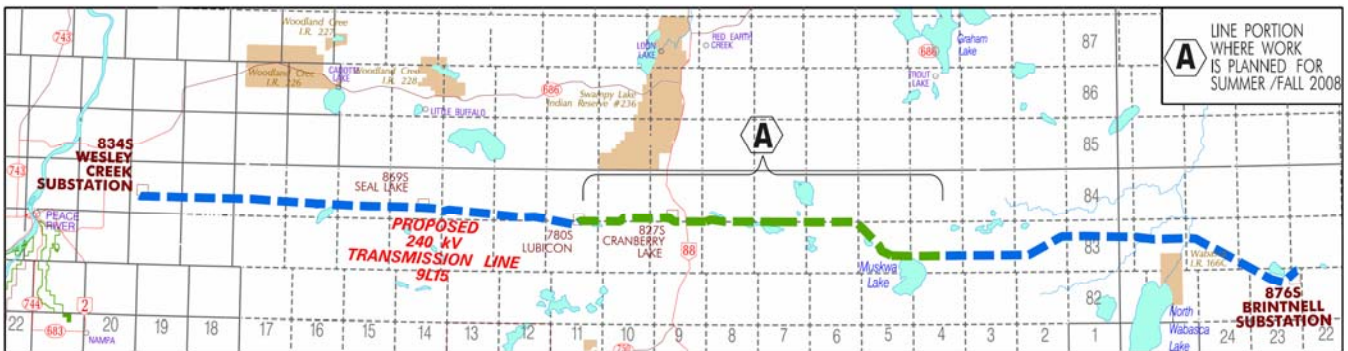 743
Woodland Cree
I.R. 227
Woodland Cree
I.R. 226
CADOTTE
LAKE
Woodland Cree
I.R. 228
LITTLE BUFFALO
686
LOON
LAKE
RED EARTH
CREEK
Swampy Lake
Indian Reserve #236
686
Graham
Lake
TROUT
LAKE
87
86
85
84
83
82
A
LINE PORTION
WHERE WORK
IS PLANNED FOR
SUMMER /FALL 2008
A
834S
WESLEY
CREEK
SUBSTATION
743
PEACE
RIVER
869S
SEAL LAKE
PROPOSED
240 kV
TRANSMISSION LINE
9L15
780S
LUBICON
827S
CRANBERRY
LAKE
88
Muskwa
Lake
I.R. 166C
876S
BRINTNELL
SUBSTATION
North
Wabasca
Lake
744
2
683
NAMPA
22 20 19 18 17 16 15 14 13 12 11 10 9 8 7 6 5 4 3 2 1 24 23 22